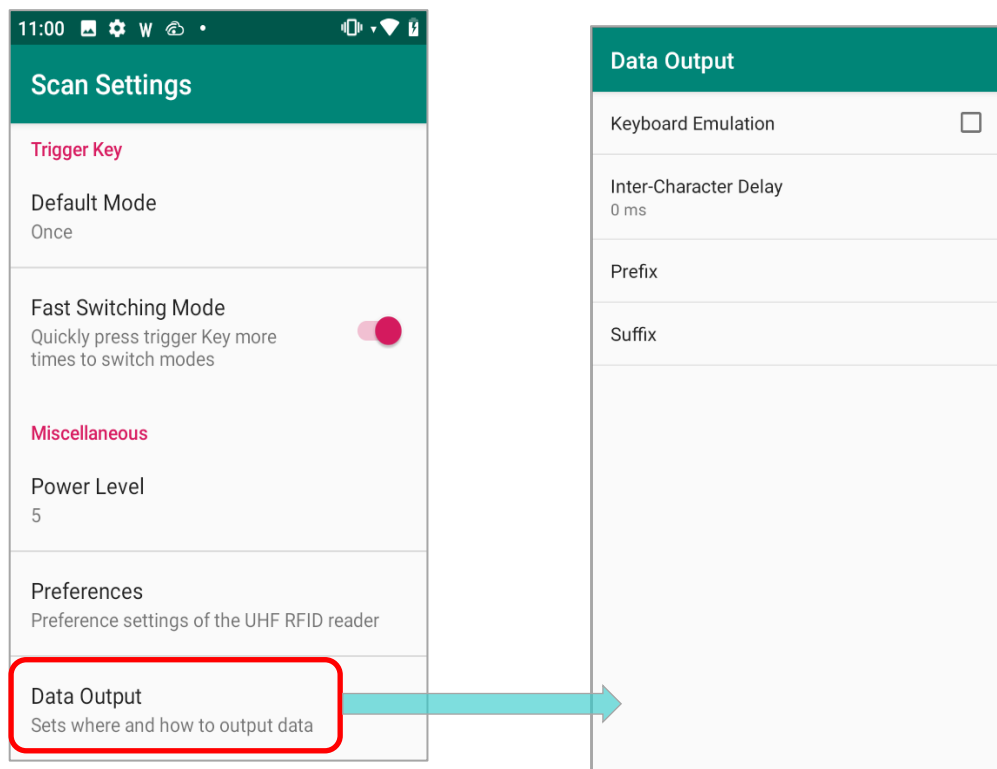 11:00
Scan Settings
Trigger Key
Default Mode
Once
Fast Switching Mode
Quickly press trigger Key more
times to switch modes
Miscellaneous
Power Level
5
Preferences
Preference settings of the UHF RFID reader
Data Output
Sets where and how to output data
Data Output
Keyboard Emulation
Inter-Character Delay
0 ms
Prefix
Suffix